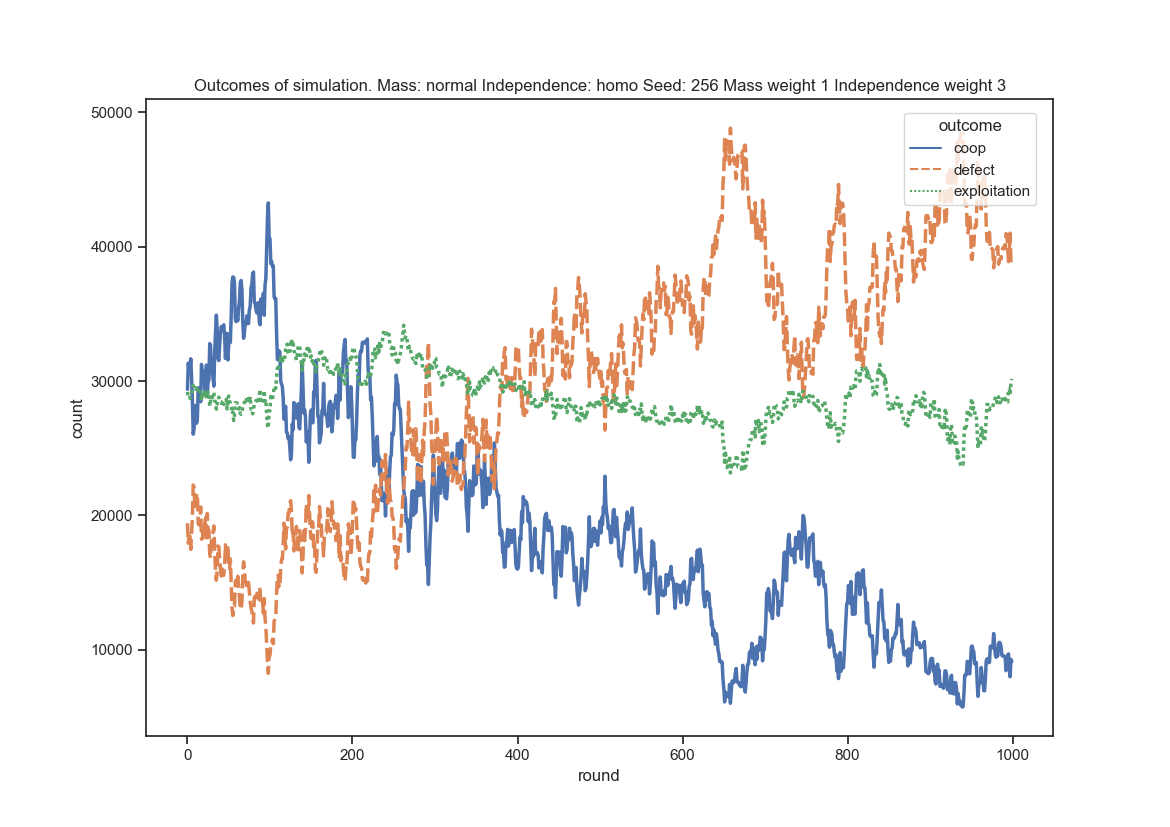 Outcomes of simulation. Mass: normal Independence: homo Seed: 256 Mass weight 1 Independence weight 3
50000
40000
30000
20000
10000
count
outcome
coop
defect
exploitation
0
200
400
600
800
1000
round